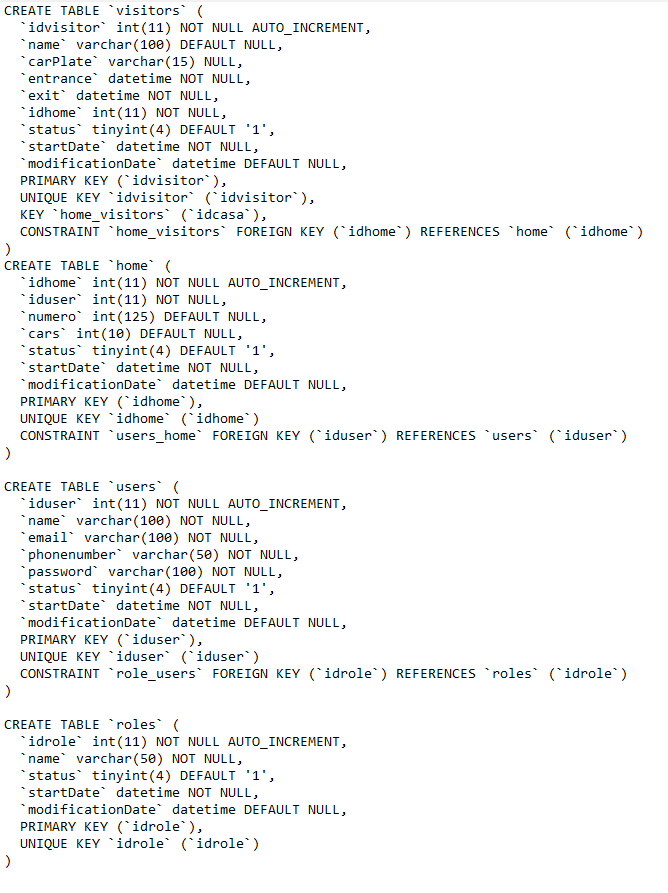 CREATE TABLE `visitors` (
  `idvisitor` int(11) NOT NULL AUTO_INCREMENT,
  `name` varchar(100) DEFAULT NULL,
  `carPlate` varchar(15) NULL,
  `entrance` datetime NOT NULL,
  `exit` datetime NOT NULL,
  `idhome` int(11) NOT NULL,
  `status` tinyint(4) DEFAULT '1',
  `startDate` datetime NOT NULL,
  `modificationDate` datetime DEFAULT NULL,
  PRIMARY KEY (`idvisitor`),
  UNIQUE KEY `idvisitor` (`idvisitor`),
  KEY `home_visitors` (`idcasa`),
  CONSTRAINT `home_visitors` FOREIGN KEY (`idhome`) REFERENCES `home` (`idhome`)
)
CREATE TABLE `home` (
  `idhome` int(11) NOT NULL AUTO_INCREMENT,
  `iduser` int(11) NOT NULL,
  `numero` int(125) DEFAULT NULL,
  `cars` int(10) DEFAULT NULL,
  `status` tinyint(4) DEFAULT '1',
  `startDate` datetime NOT NULL,
  `modificationDate` datetime DEFAULT NULL,
  PRIMARY KEY (`idhome`),
  UNIQUE KEY `idhome` (`idhome`)
  CONSTRAINT `users_home` FOREIGN KEY (`iduser`) REFERENCES `users` (`iduser`)
)

CREATE TABLE `users` (
  `iduser` int(11) NOT NULL AUTO_INCREMENT,
  `name` varchar(100) NOT NULL,
  `email` varchar(100) NOT NULL,
  `phonenumber` varchar(50) NOT NULL,
  `password` varchar(100) NOT NULL,
  `status` tinyint(4) DEFAULT '1',
  `startDate` datetime NOT NULL,
  `modificationDate` datetime DEFAULT NULL,
  PRIMARY KEY (`iduser`),
  UNIQUE KEY `iduser` (`iduser`)
  CONSTRAINT `role_users` FOREIGN KEY (`idrole`) REFERENCES `roles` (`idrole`)
)

CREATE TABLE `roles` (
  `idrole` int(11) NOT NULL AUTO_INCREMENT,
  `name` varchar(50) NOT NULL,
  `status` tinyint(4) DEFAULT '1',
  `startDate` datetime NOT NULL,
  `modificationDate` datetime DEFAULT NULL,
  PRIMARY KEY (`idrole`),
  UNIQUE KEY `idrole` (`idrole`)
)